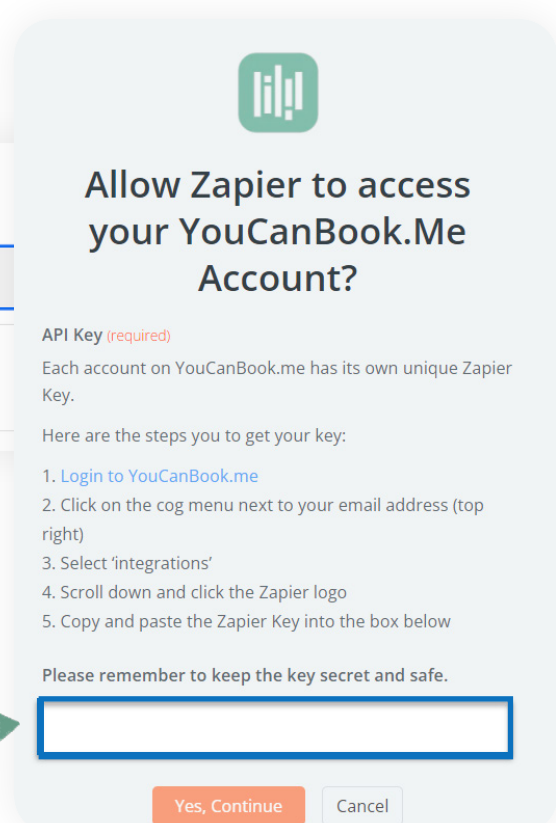 Allow Zapier to access
your YouCanBook.Me
Account?
API Key (required)
Each account on YouCanBook.me has its own unique Zapier
Key.
Here are the steps you to get your key:
1. Login to YouCanBook.me
2. Click on the cog menu next to your email address (top
right)
3. Select ‘integrations’
4. Scroll down and click the Zapier logo
5. Copy and paste the Zapier Key into the box below
Please remember to keep the key secret and safe.
Yes, Continue Cancel